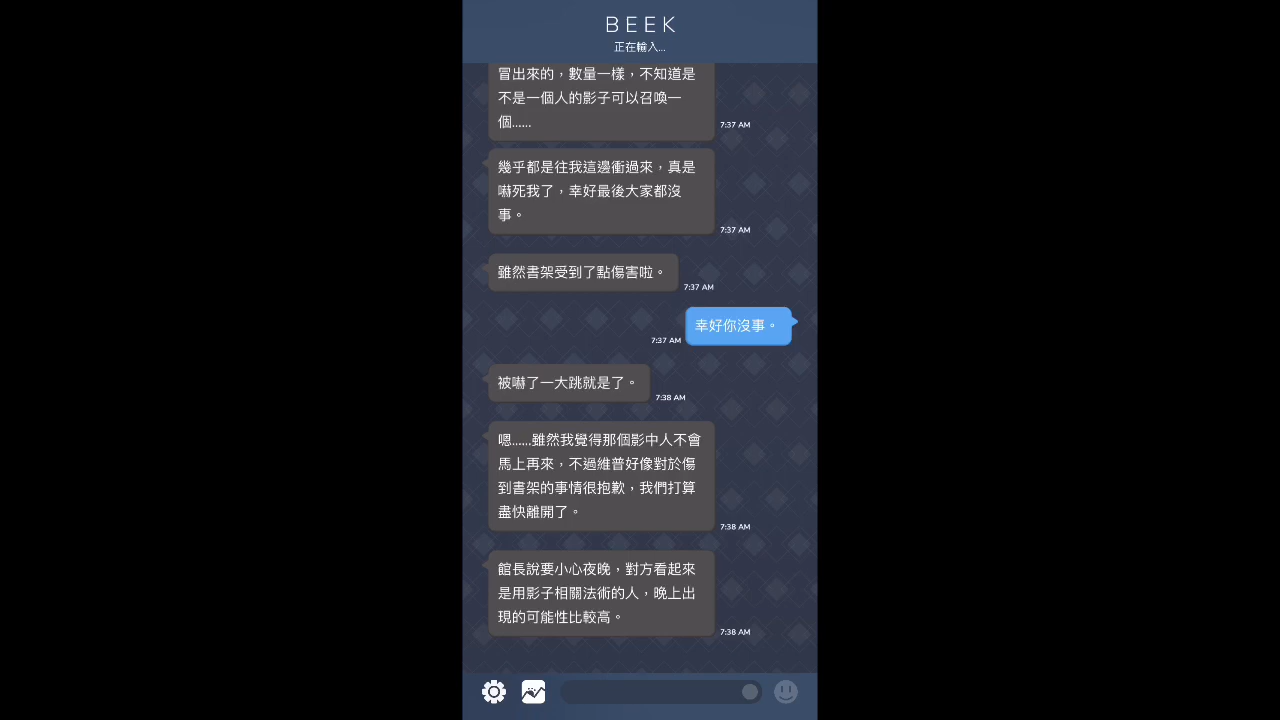 BEEK
正在輸入...
冒出來的，數量一樣，不知道是
不是一個人的影子可以召喚一
個......
7:37 AM
幾乎都是往我這邊衝過來，真是
嚇死我了，幸好最後大家都沒
事。
7:37 AM
雖然書架受到了點傷害啦。
7:37 AM
幸好你沒事。
7:37 AM
被嚇了一大跳就是了。
7:38 AM
嗯......雖然我覺得那個影中人不會
馬上再來，不過維普好像對於傷
到書架的事情很抱歉，我們打算
盡快離開了。
7:38 AM
館長說要小心夜晚，對方看起來
是用影子相關法術的人，晚上出
現的可能性比較高。
7:38 AM